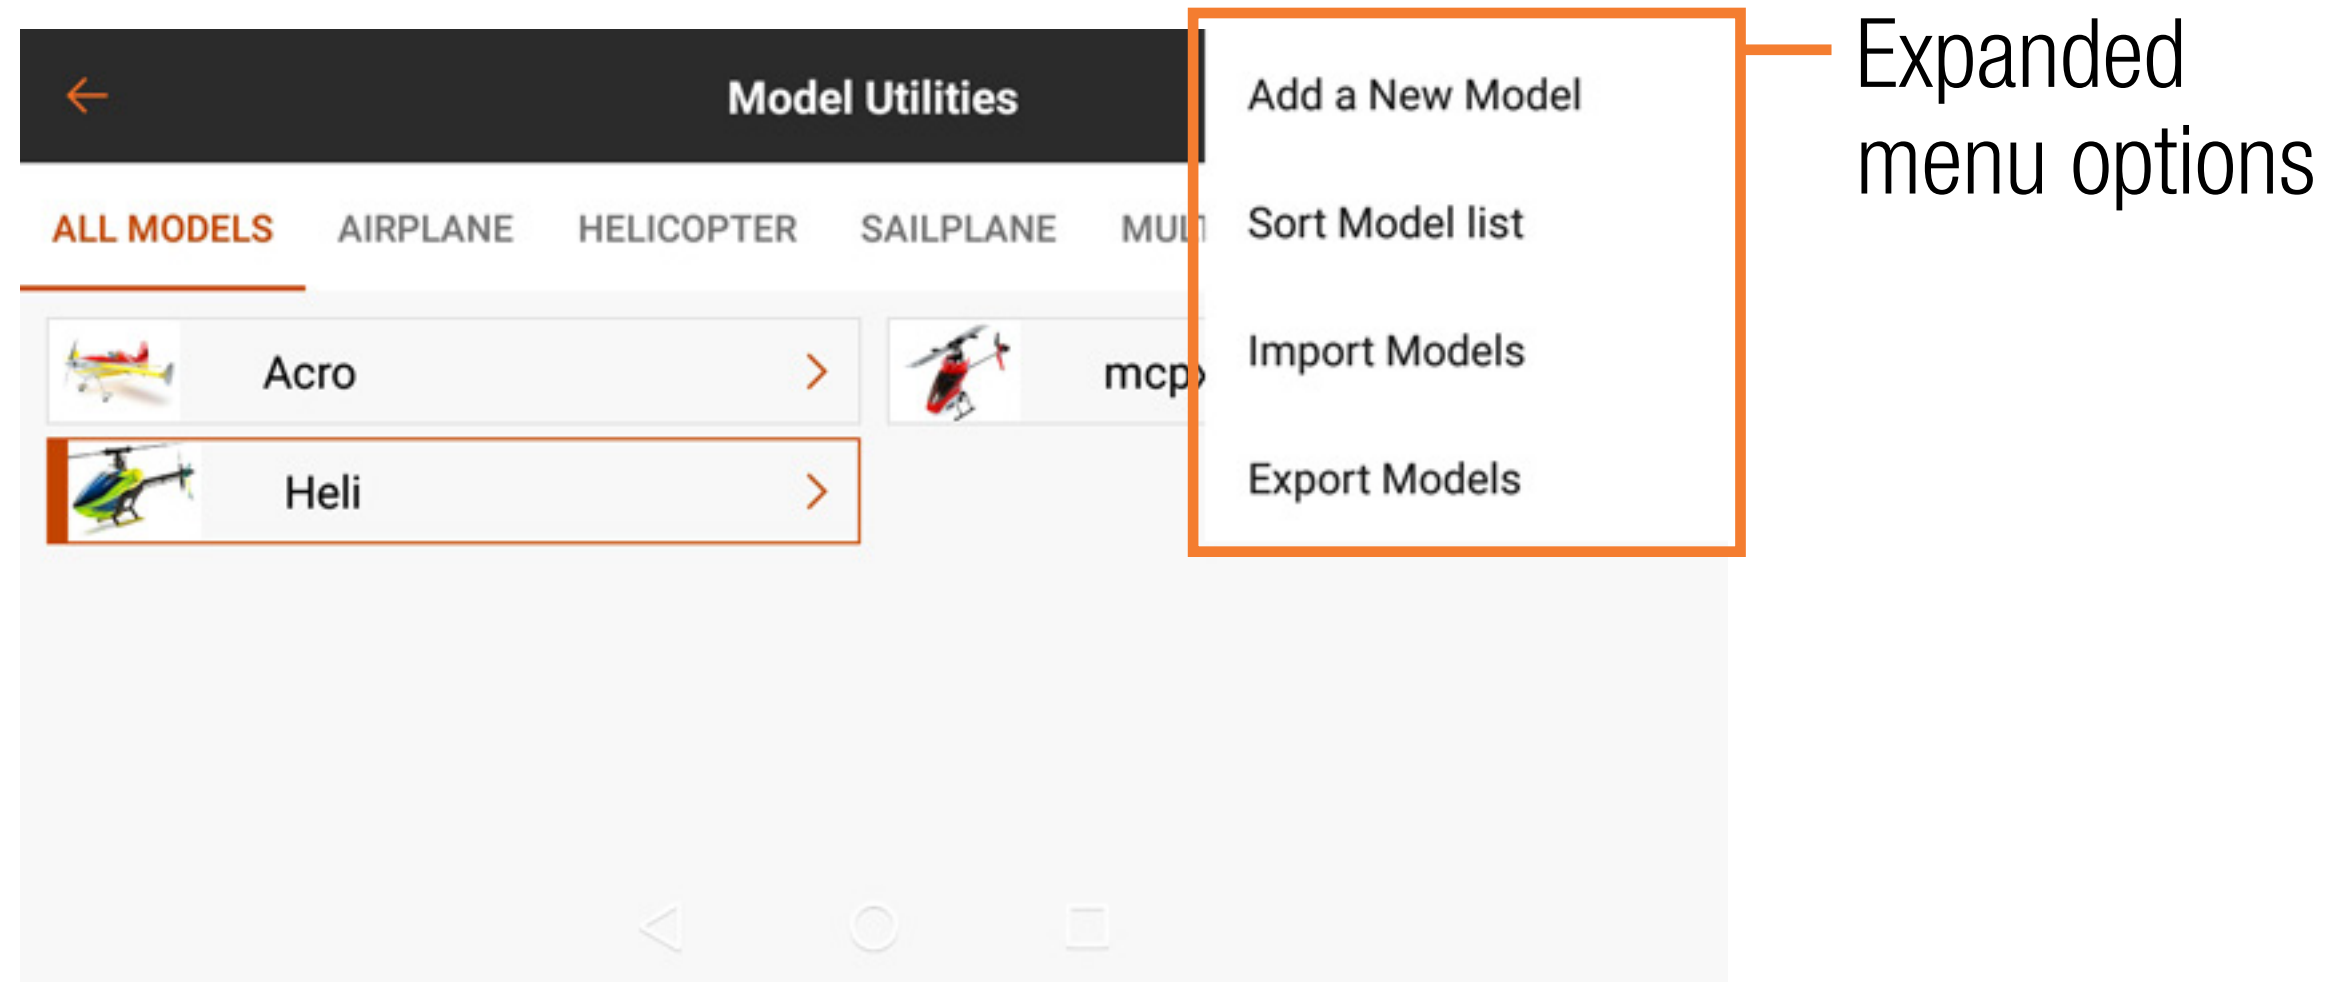 Model Utilities
ALL MODELS AIRPLANE HELICOPTER SAILPLANE
Acro
Heli
Add a New Model
Sort Model list
Import Models
Export Models
Expanded
menu options